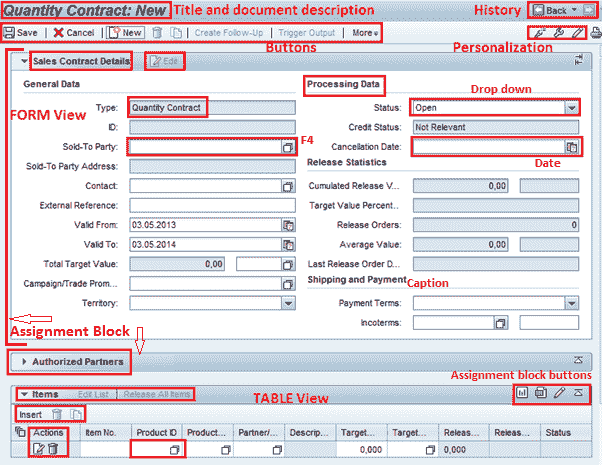 Quantity Contract: New Title and document description History Back
Save Cancel New Create Follow-Up Trigger Output More
Buttons Personalization
Sales Contract Details Edit
General Data Processing Data
Drop down
Type: Quantity Contract Status: Open
FORM View
ID: Credit Status: Not Relevant
Sold-To Party: F4 Cancellation Date:
Sold-To Party Address: Release Statistics Date
Contact: Cumulated Release V... 0,00
External Reference: Target Value Percent...
Valid From: 03.05.2013 Release Orders: 0
Valid To: 03.05.2014 Average Value: 0,00
Total Target Value: 0,00 Last Release Order D...
Campaign/Trade Prom... Shipping and Payment Caption
Territory: Payment Terms:
Incoterms:
Assignment Block
Authorized Partners
Assignment block buttons
Items Edit List Release All Items TABLE View
Insert
Actions Item No. Product ID Product... Partner/... Descrip... Target... Target... Releas... Releas... Status
0,000 0,000